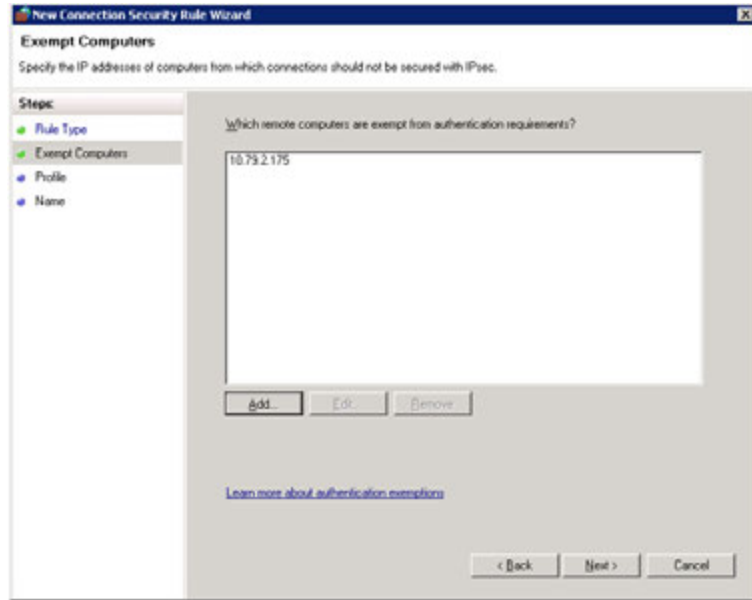 New Connection Security Rule Wizard
Exempt Computers
Specify the IP addresses of computers from which connections should not be secured with IPsec.
Steps:
Rule Type
Exempt Computers
Profile
Name
Which remote computers are exempt from authentication requirements?
10.79.2.175
Add...
Edit...
Remove
Learn more about authentication exemptions
< Back
Next >
Cancel